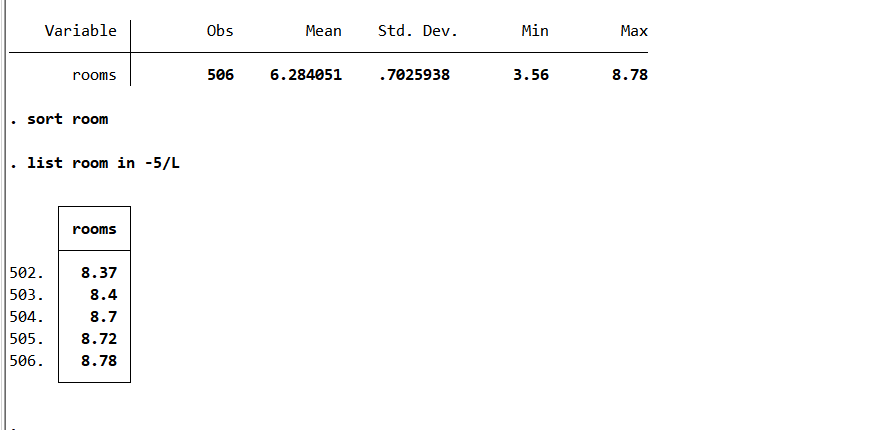 Variable Obs Mean Std. Dev. Min Max
rooms 506 6.284051 .7025938 3.56 8.78
. sort room
. list room in -5/L
rooms
502. 8.37
503. 8.4
504. 8.7
505. 8.72
506. 8.78
.